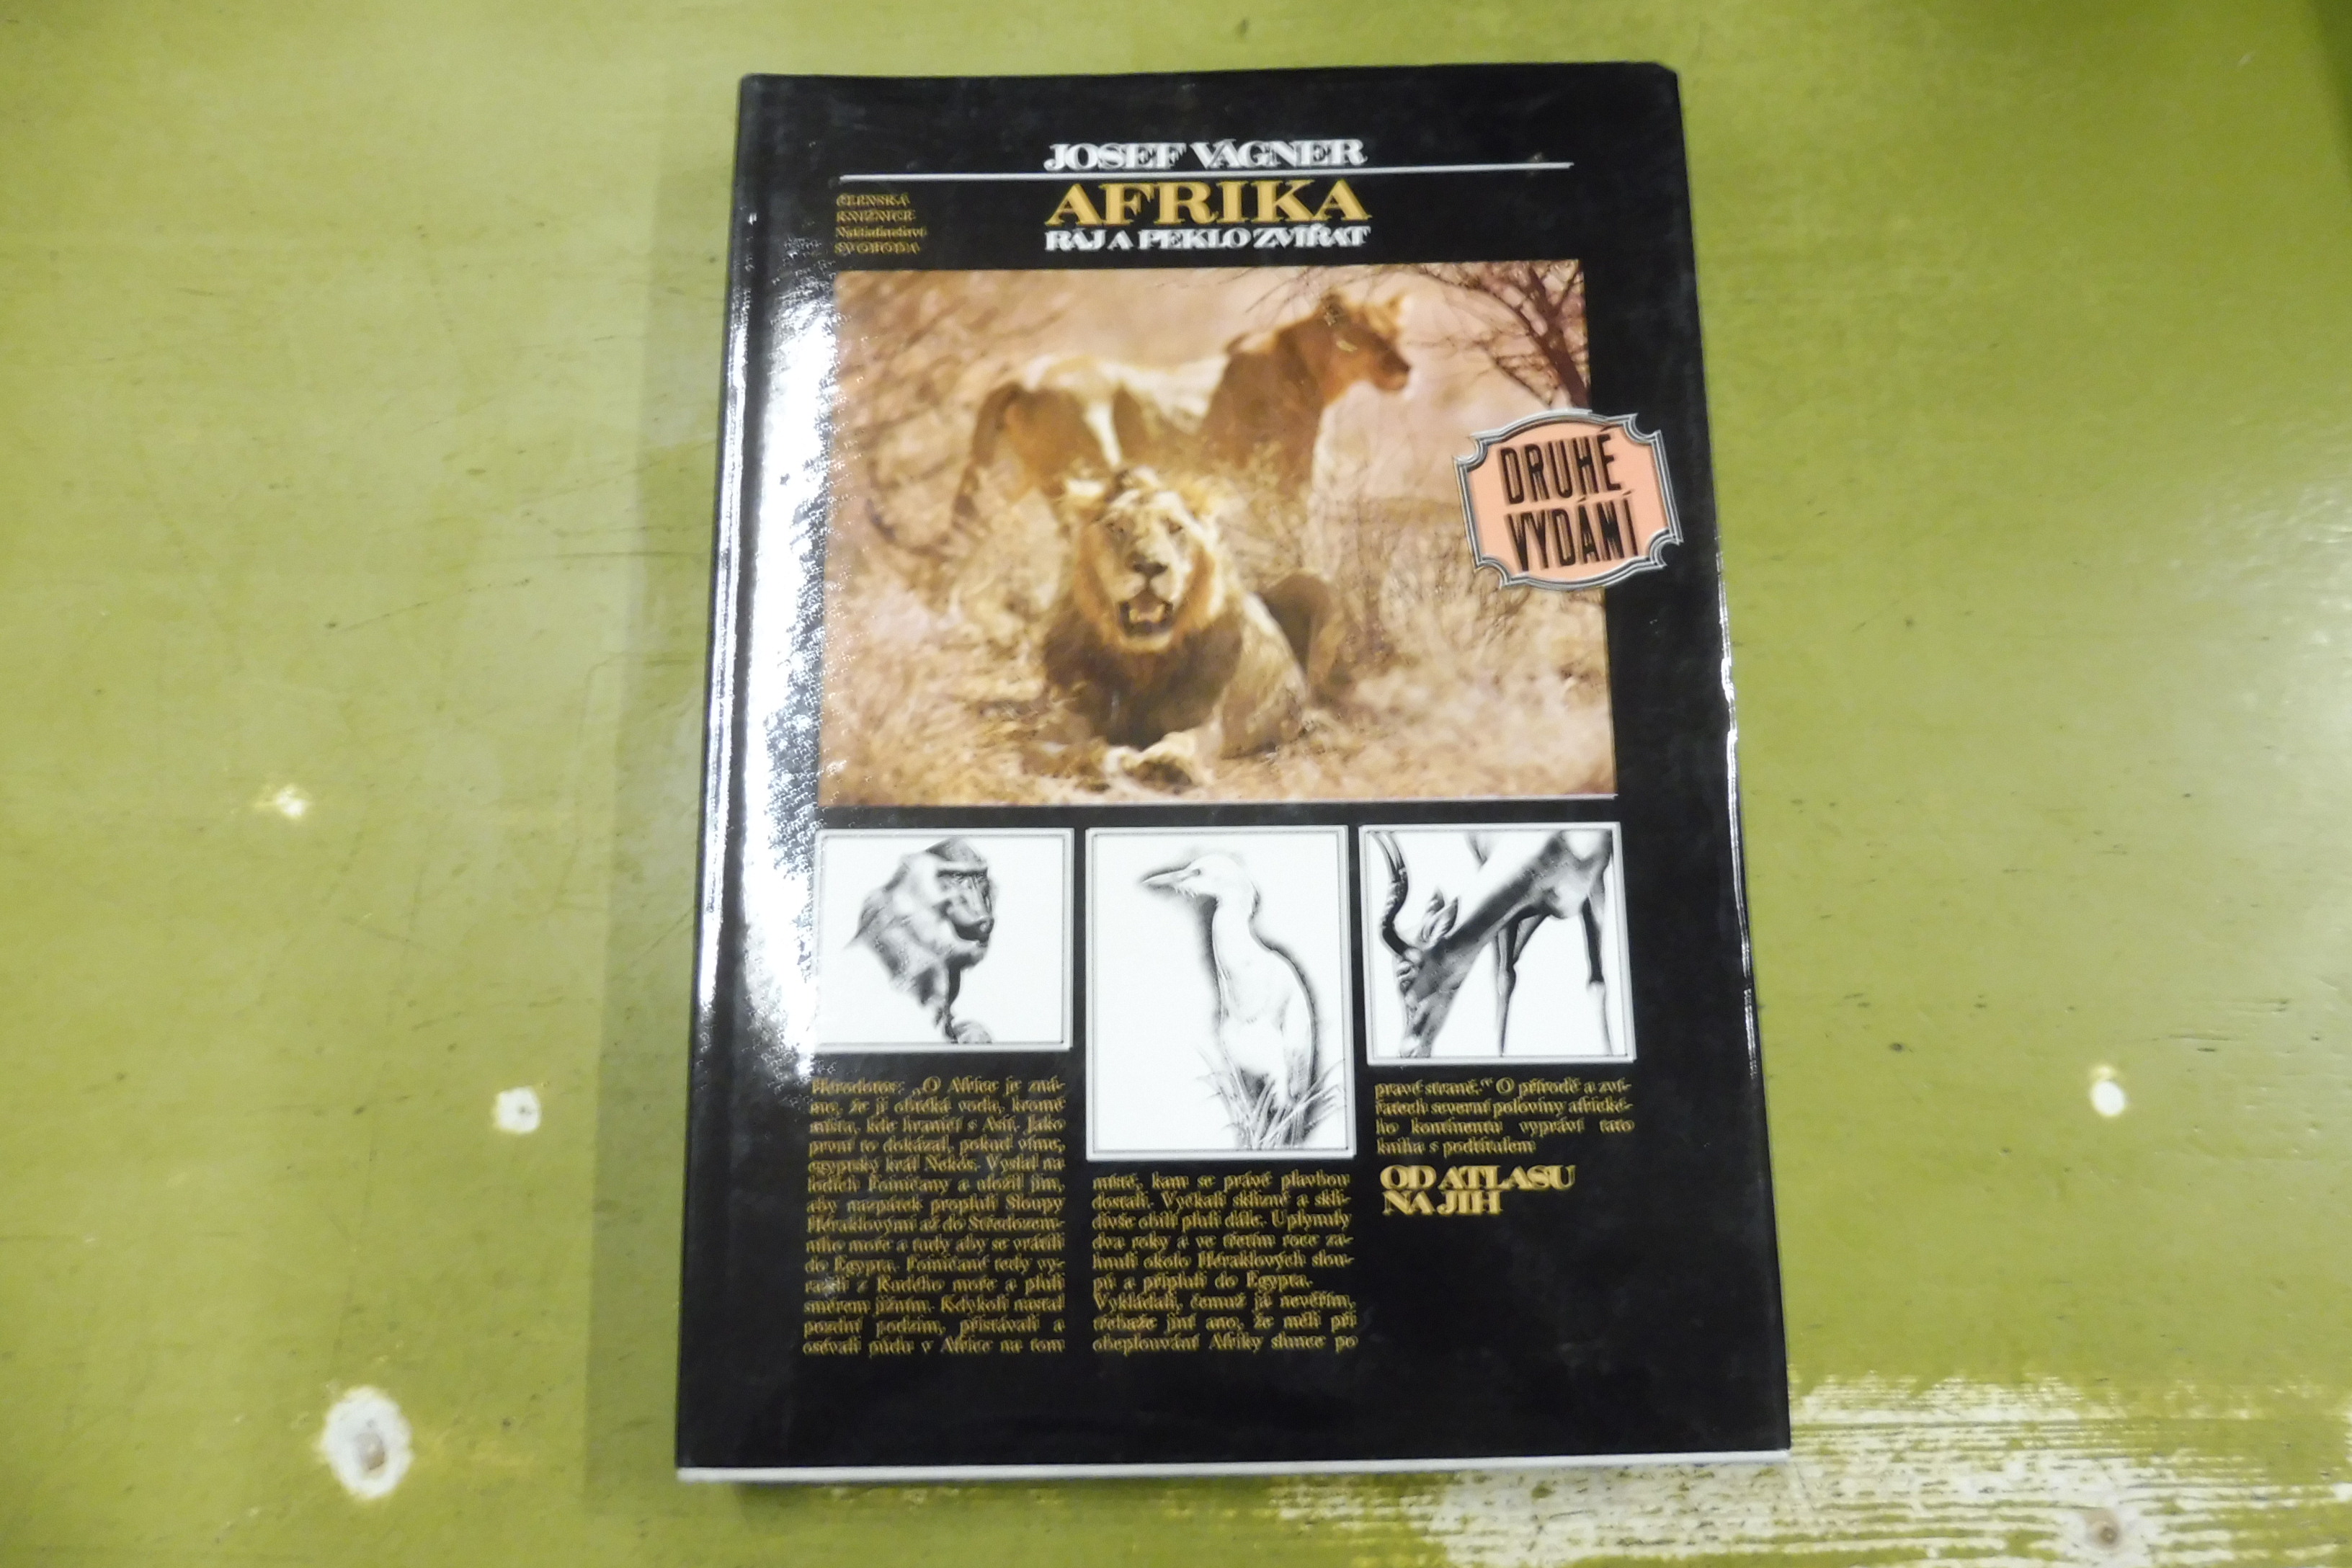 JOSEF VÁGNER
AFRIKA
RÁJ A PEKLO ZVÍŘAT
ČLENSKÁ
KNIŽNICE
Nakladatelství
SVOBODA
DRUHÉ
VYDÁNÍ
Hérodotos: „O Africe je zná-
mo, že ji obtéká voda, kromě
místa, kde hraničí s Asií. Jako
první to dokázal, pokud víme,
egyptský král Nekós. Vyslal na
lodích Foiničany a uložil jim,
aby nazpátek propluli Sloupy
Héraklovými až do Středozem-
ního moře a tudy aby se vrátili
do Egypta. Foiničané tedy vy-
razili z Rudého moře a pluli
směrem jižním. Kdykoli nastal
pozdní podzim, přistávali a
osévali půdu v Africe na tom
místě, kam se právě plavbou
dostali. Vyčkali sklizně a skli-
divše obilí pluli dále. Uplynuly
dva roky a ve třetím roce za-
hnuli okolo Héraklových slou-
pů a připluli do Egypta.
Vykládali, čemuž já nevěřím,
třebaže jiní ano, že měli při
obeplouvání Afriky slunce po
pravé straně.“ O přírodě a zví-
řatech severní poloviny africké-
ho kontinentu vypráví tato
kniha s podtitulem
OD ATLASU
NA JIH